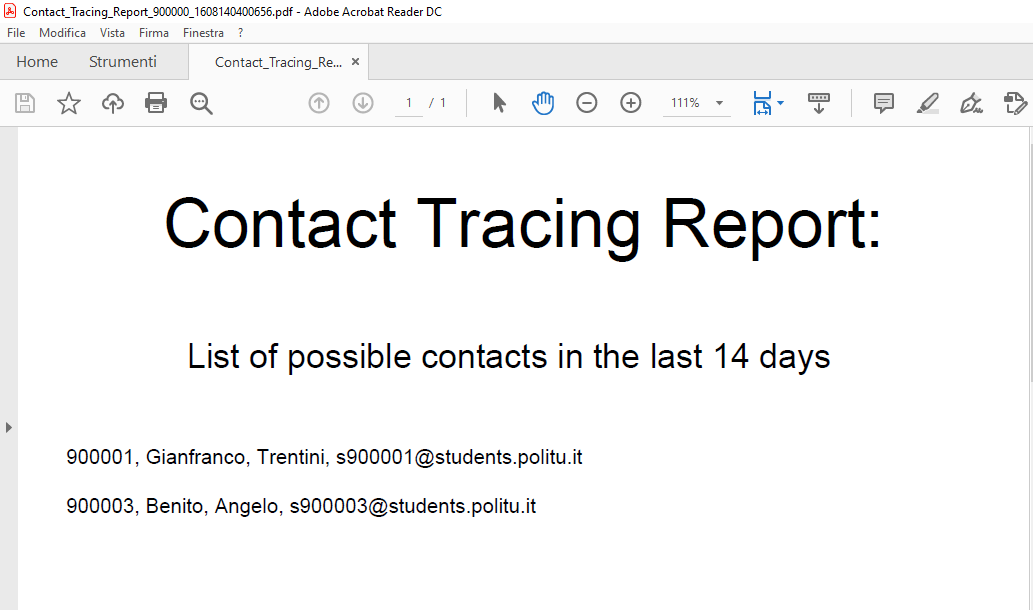 Contact_Tracing_Report_900000_1608140400656.pdf - Adobe Acrobat Reader DC
File Modifica Vista Firma Finestra ?
Home Strumenti Contact_Tracing_Re... ×
1 / 1 111%
Contact Tracing Report:
List of possible contacts in the last 14 days
900001, Gianfranco, Trentini, s900001@students.politu.it
900003, Benito, Angelo, s900003@students.politu.it